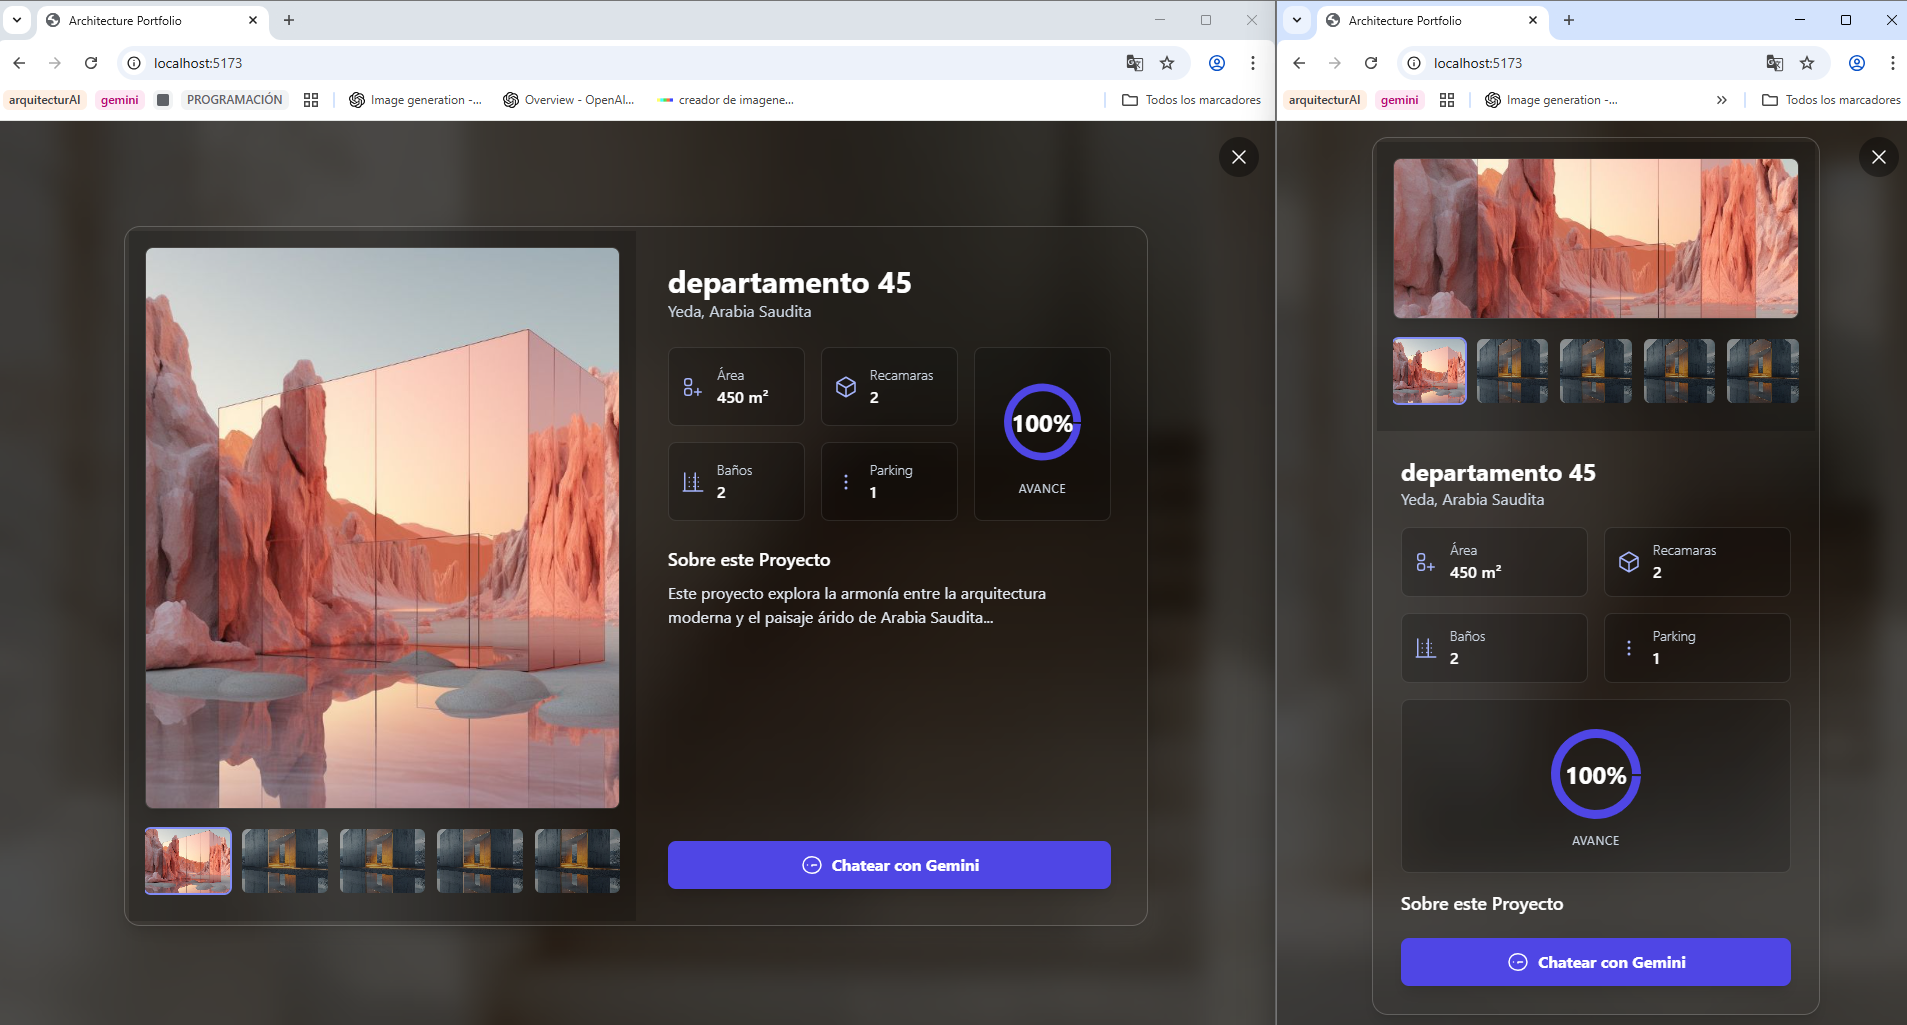 Architecture Portfolio
localhost:5173
arquitecturAI
gemini
PROGRAMACIÓN
Image generation -...
Overview - OpenAI...
creador de imagene...
Todos los marcadores
departamento 45
Yeda, Arabia Saudita
Área
450 m²
Recamaras
2
Baños
2
Parking
1
100%
AVANCE
Sobre este Proyecto
Este proyecto explora la armonía entre la arquitectura
moderna y el paisaje árido de Arabia Saudita...
Chatear con Gemini
Architecture Portfolio
localhost:5173
arquitecturAI
gemini
Image generation -...
Todos los marcadores
departamento 45
Yeda, Arabia Saudita
Área
450 m²
Recamaras
2
Baños
2
Parking
1
100%
AVANCE
Sobre este Proyecto
Chatear con Gemini